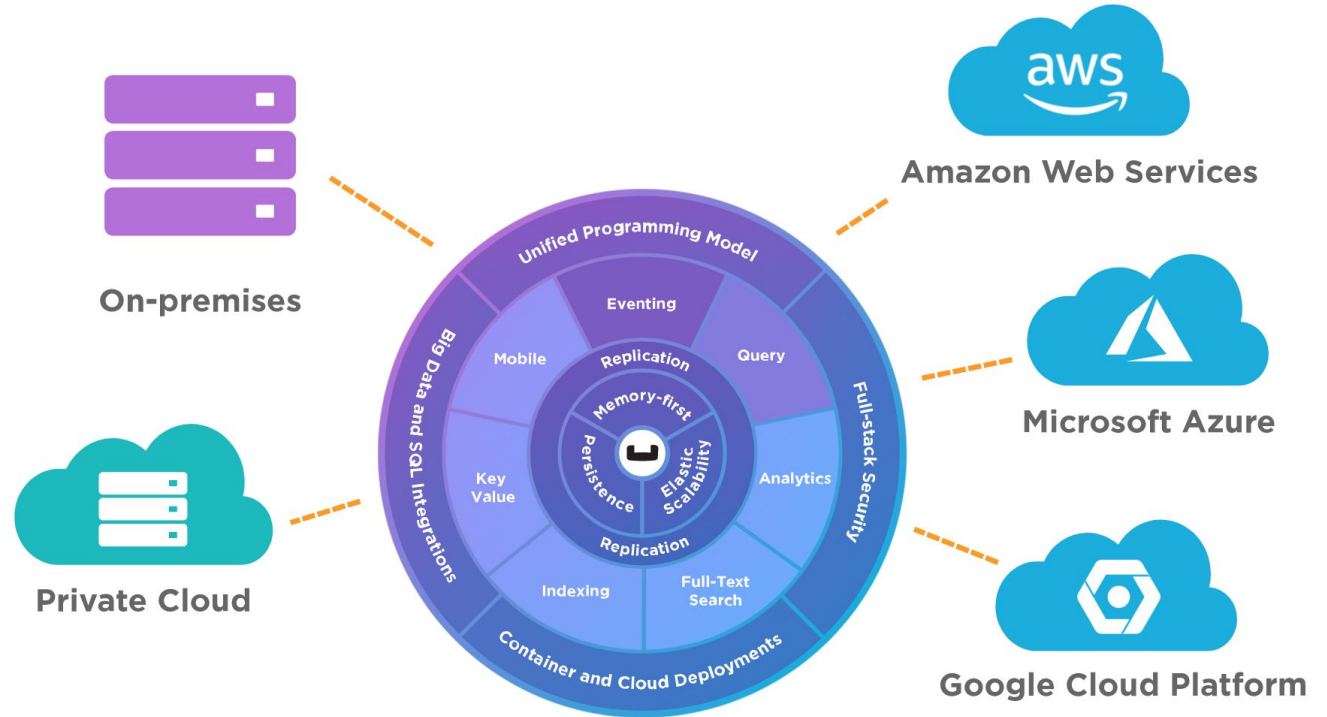 aws
Amazon Web Services
On-premises
Microsoft Azure
Private Cloud
Google Cloud Platform
Unified Programming Model
Full-stack Security
Container and Cloud Deployments
Big Data and SQL Integrations
Eventing
Query
Analytics
Full-Text
Search
Indexing
Key
Value
Mobile
Replication
Memory-first
Elastic
Scalability
Persistence
Replication